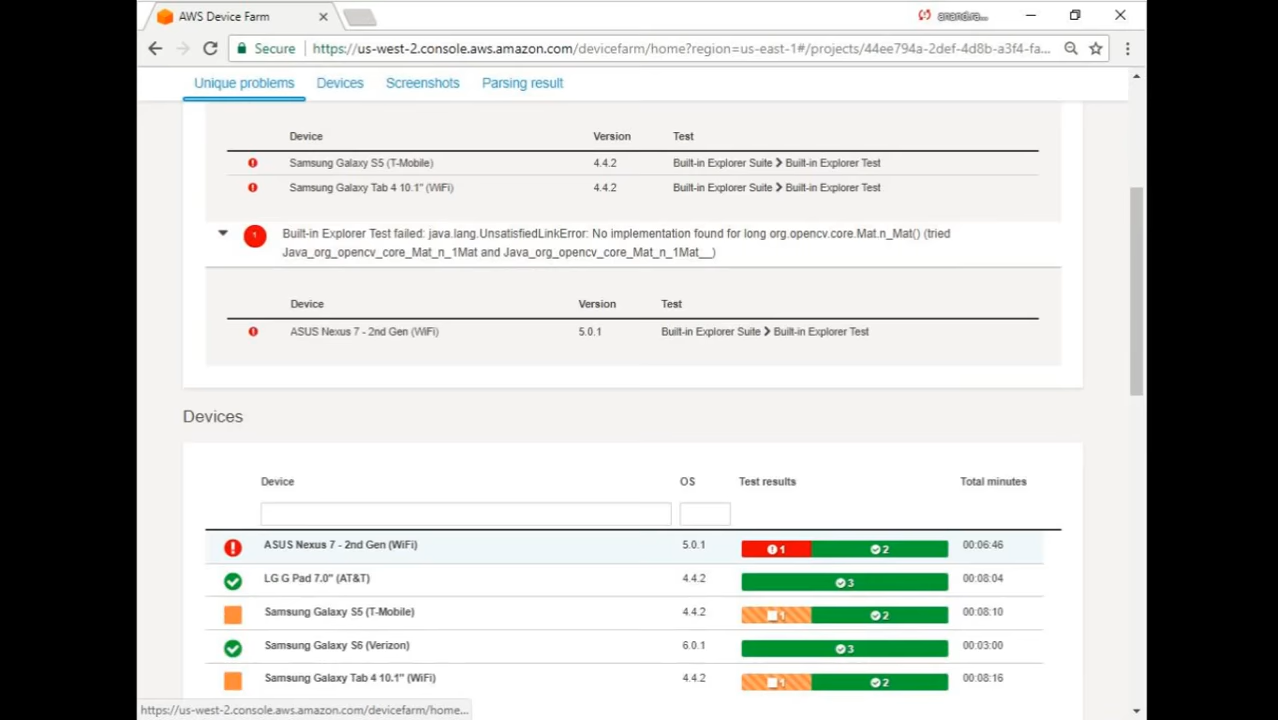 AWS Device Farm
Secure
https://us-west-2.console.aws.amazon.com/devicefarm/home?region=us-east-1#/projects/44ee794a-2def-4d8b-a3f4-fa...
Unique problems
Devices
Screenshots
Parsing result
Device Version Test
Samsung Galaxy S5 (T-Mobile) 4.4.2 Built-in Explorer Suite > Built-in Explorer Test
Samsung Galaxy Tab 4 10.1" (WiFi) 4.4.2 Built-in Explorer Suite > Built-in Explorer Test
1 Built-in Explorer Test failed: java.lang.UnsatisfiedLinkError: No implementation found for long org.opencv.core.Mat.n_Mat() (tried
Java_org_opencv_core_Mat_n_1Mat and Java_org_opencv_core_Mat_n_1Mat__)
Device Version Test
ASUS Nexus 7 - 2nd Gen (WiFi) 5.0.1 Built-in Explorer Suite > Built-in Explorer Test
Devices
Device OS Test results Total minutes
ASUS Nexus 7 - 2nd Gen (WiFi) 5.0.1 1 2 00:06:46
LG G Pad 7.0" (AT&T) 4.4.2 3 00:08:04
Samsung Galaxy S5 (T-Mobile) 4.4.2 1 2 00:08:10
Samsung Galaxy S6 (Verizon) 6.0.1 3 00:03:00
Samsung Galaxy Tab 4 10.1" (WiFi) 4.4.2 1 2 00:08:16
https://us-west-2.console.aws.amazon.com/devicefarm/home...